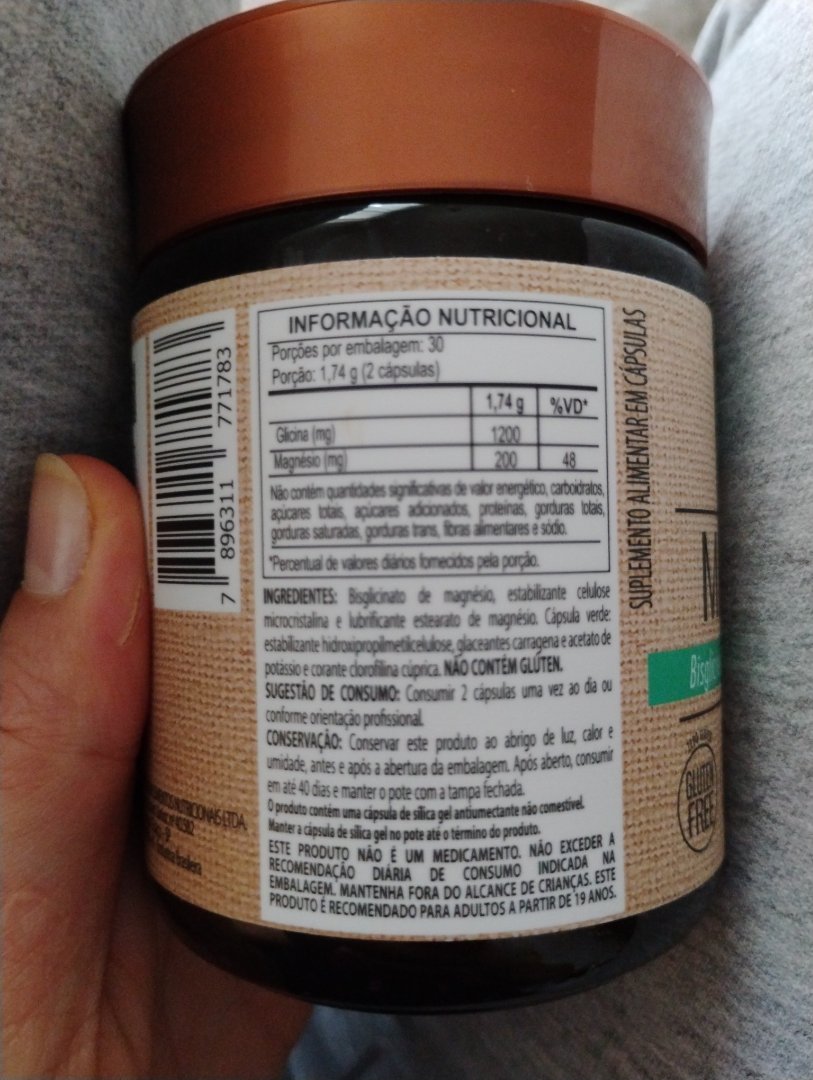 INFORMAÇÃO NUTRICIONAL
Porções por embalagem: 30
Porção: 1,74 g (2 cápsulas)
1,74 g %VD*
Glicina (mg) 1200
Magnésio (mg) 200 48
Não contém quantidades significativas de valor energético, carboidratos,
açúcares totais, açúcares adicionados, proteínas, gorduras totais,
gorduras saturadas, gorduras trans, fibras alimentares e sódio.
*Percentual de valores diários fornecidos pela porção.
INGREDIENTES: Bisglicinato de magnésio, estabilizante celulose
microcristalina e lubrificante estearato de magnésio. Cápsula verde:
estabilizante hidroxipropilmetilcelulose, glaceantes carragena e acetato de
potássio e corante clorofilina cúprica. NÃO CONTÉM GLÚTEN.
SUGESTÃO DE CONSUMO: Consumir 2 cápsulas uma vez ao dia ou
conforme orientação profissional.
CONSERVAÇÃO: Conservar este produto ao abrigo de luz, calor e
umidade, antes e após a abertura da embalagem. Após aberto, consumir
em até 40 dias e manter o pote com a tampa fechada.
O produto contém uma cápsula de sílica gel antiumectante não comestível.
Manter a cápsula de sílica gel no pote até o término do produto.
ESTE PRODUTO NÃO É UM MEDICAMENTO. NÃO EXCEDER A
RECOMENDAÇÃO DIÁRIA DE CONSUMO INDICADA NA
EMBALAGEM. MANTENHA FORA DO ALCANCE DE CRIANÇAS. ESTE
PRODUTO É RECOMENDADO PARA ADULTOS A PARTIR DE 19 ANOS.
7 896311 771783
SUPLEMENTO ALIMENTAR EM CÁPSULAS
M
Bisgli
GLUTEN
FREE
NUTRICIONAIS LTDA
brasileira